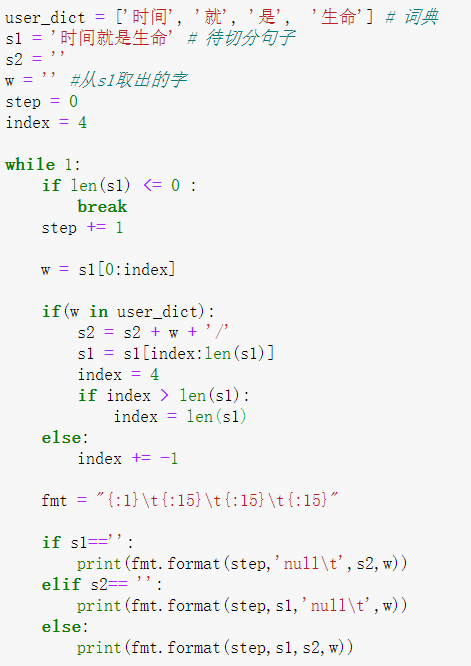 user_dict = ['时间', '就', '是',  '生命'] # 词典
s1 = '时间就是生命' # 待切分句子
s2 = ''
w = '' #从s1取出的字
step = 0
index = 4

while 1:
    if len(s1) <= 0 :
        break
    step += 1

    w = s1[0:index]

    if(w in user_dict):
        s2 = s2 + w + '/'
        s1 = s1[index:len(s1)]
        index = 4
        if index > len(s1):
            index = len(s1)
    else:
        index += -1

    fmt = "{:1}\t{:15}\t{:15}\t{:15}"

    if s1=='':
        print(fmt.format(step,'null\t',s2,w))
    elif s2== '':
        print(fmt.format(step,s1,'null\t',w))
    else:
        print(fmt.format(step,s1,s2,w))